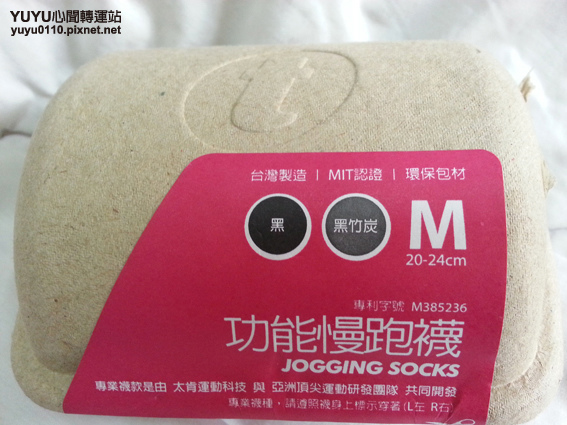 YUYU心聞轉運站
yuyu0110.pixnet.net
t
台灣製造 | MIT認證 | 環保包材
黑 黑竹炭 M
20-24cm
專利字號 M385236
功能慢跑襪
JOGGING SOCKS
專業襪款是由 太肯運動科技 與 亞洲頂尖運動研發團隊 共同開發
專業襪種，請遵照襪身上標示穿著(L左 R右)